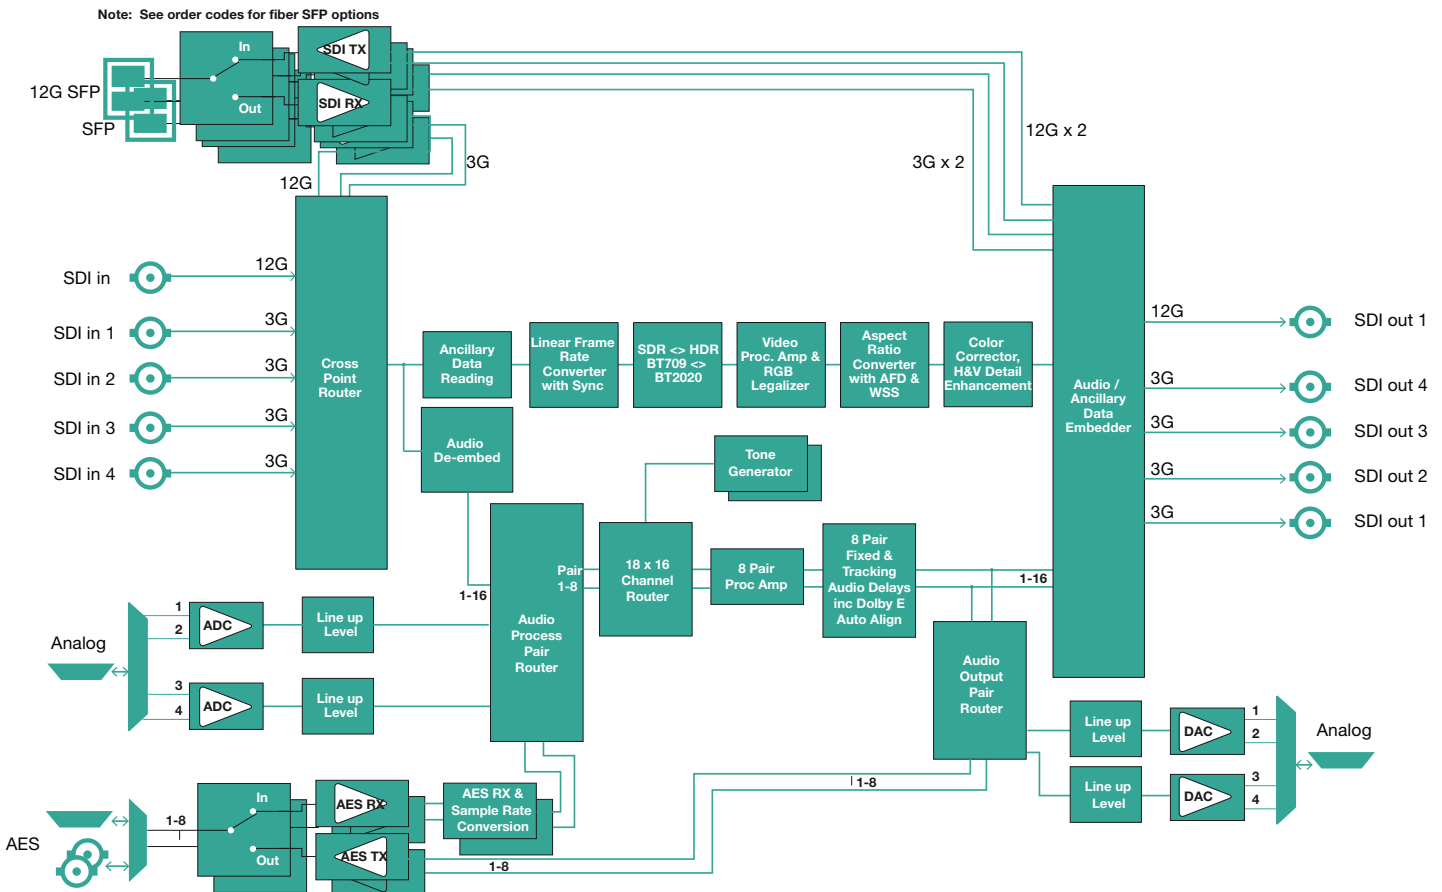 Note:  See order codes for fiber SFP options
In
Out
SDI TX
SDI RX
12G SFP
SFP
12G
3G
12G x 2
3G x 2
SDI in
12G
SDI in 1
3G
SDI in 2
3G
SDI in 3
3G
SDI in 4
3G
Cross
Point
Router
Ancillary
Data
Reading
Linear Frame
Rate
Converter
with Sync
SDR <> HDR
BT709 <>
BT2020
Video
Proc. Amp &
RGB
Legalizer
Aspect
Ratio
Converter
with AFD &
WSS
Color
Corrector,
H&V Detail
Enhancement
Audio /
Ancillary
Data
Embedder
12G
SDI out 1
3G
SDI out 4
3G
SDI out 3
3G
SDI out 2
3G
SDI out 1
Audio
De-embed
Tone
Generator
1-16
Pair
1-8
Audio
Process
Pair
Router
18 x 16
Channel
Router
8 Pair
Proc Amp
8 Pair
Fixed &
Tracking
Audio Delays
inc Dolby E
Auto Align
1-16
Analog
1
2
ADC
Line up
Level
3
4
ADC
Line up
Level
Audio
Output
Pair
Router
Line up
Level
DAC
1
2
Line up
Level
DAC
3
4
Analog
AES
1-8
In
Out
AES RX
AES TX
AES RX &
Sample Rate
Conversion
1-8
1-8